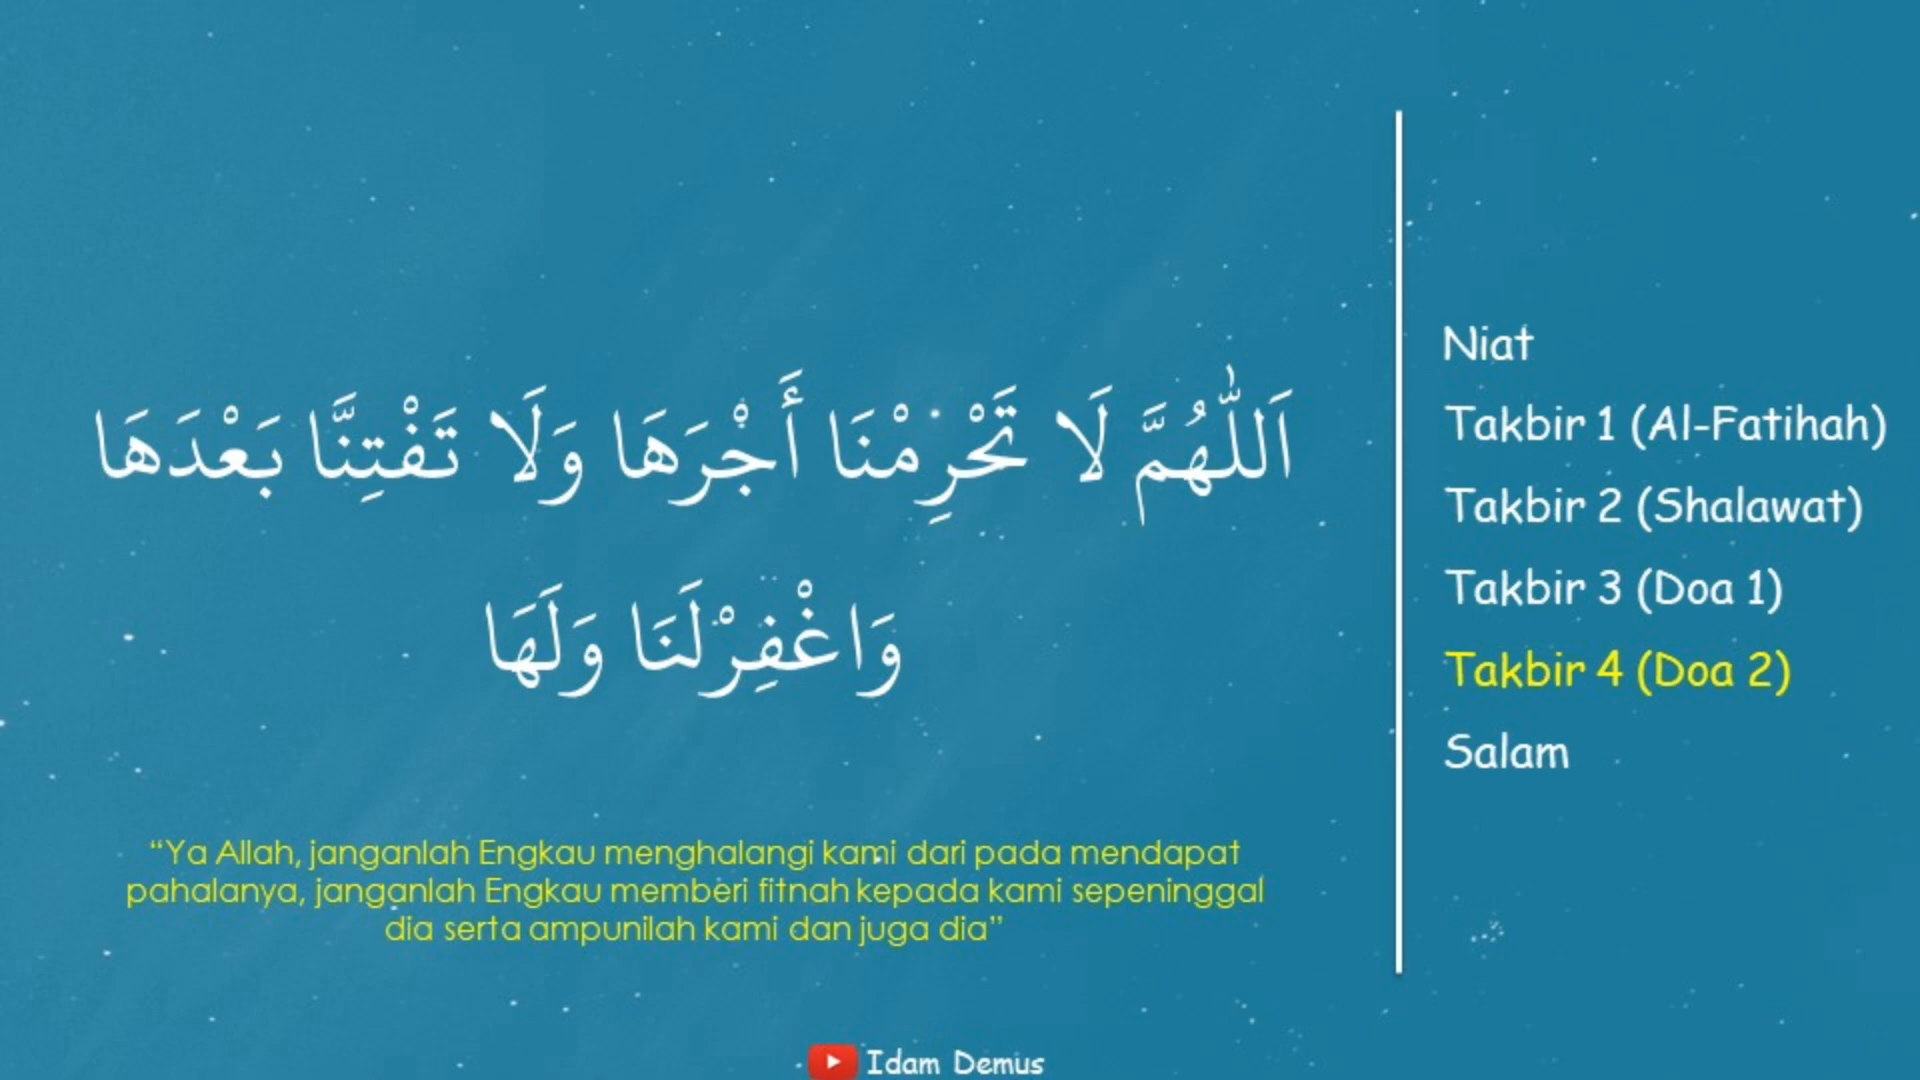 اَللّٰهُمَّ لَا تَحْرِمْنَا أَجْرَهَا وَلَا تَفْتِنَّا بَعْدَهَا
وَاغْفِرْلَنَا وَلَهَا
“Ya Allah, janganlah Engkau menghalangi kami dari pada mendapat
pahalanya, janganlah Engkau memberi fitnah kepada kami sepeninggal
dia serta ampunilah kami dan juga dia”
Niat
Takbir 1 (Al-Fatihah)
Takbir 2 (Shalawat)
Takbir 3 (Doa 1)
Takbir 4 (Doa 2)
Salam
Idam Demus